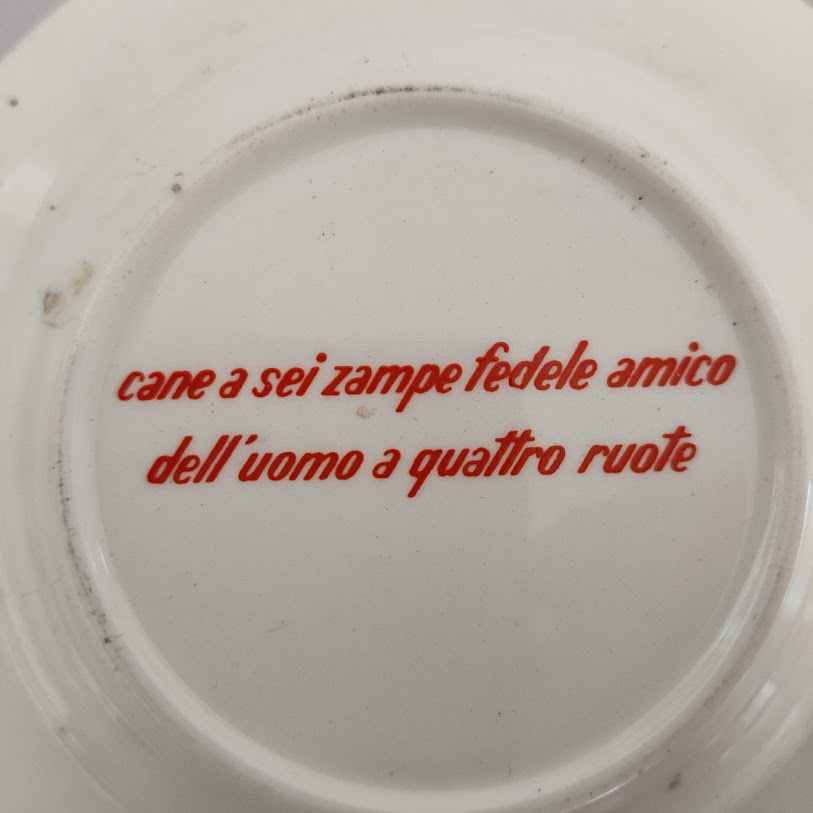 cane a sei zampe fedele amico
dell'uomo a quattro ruote